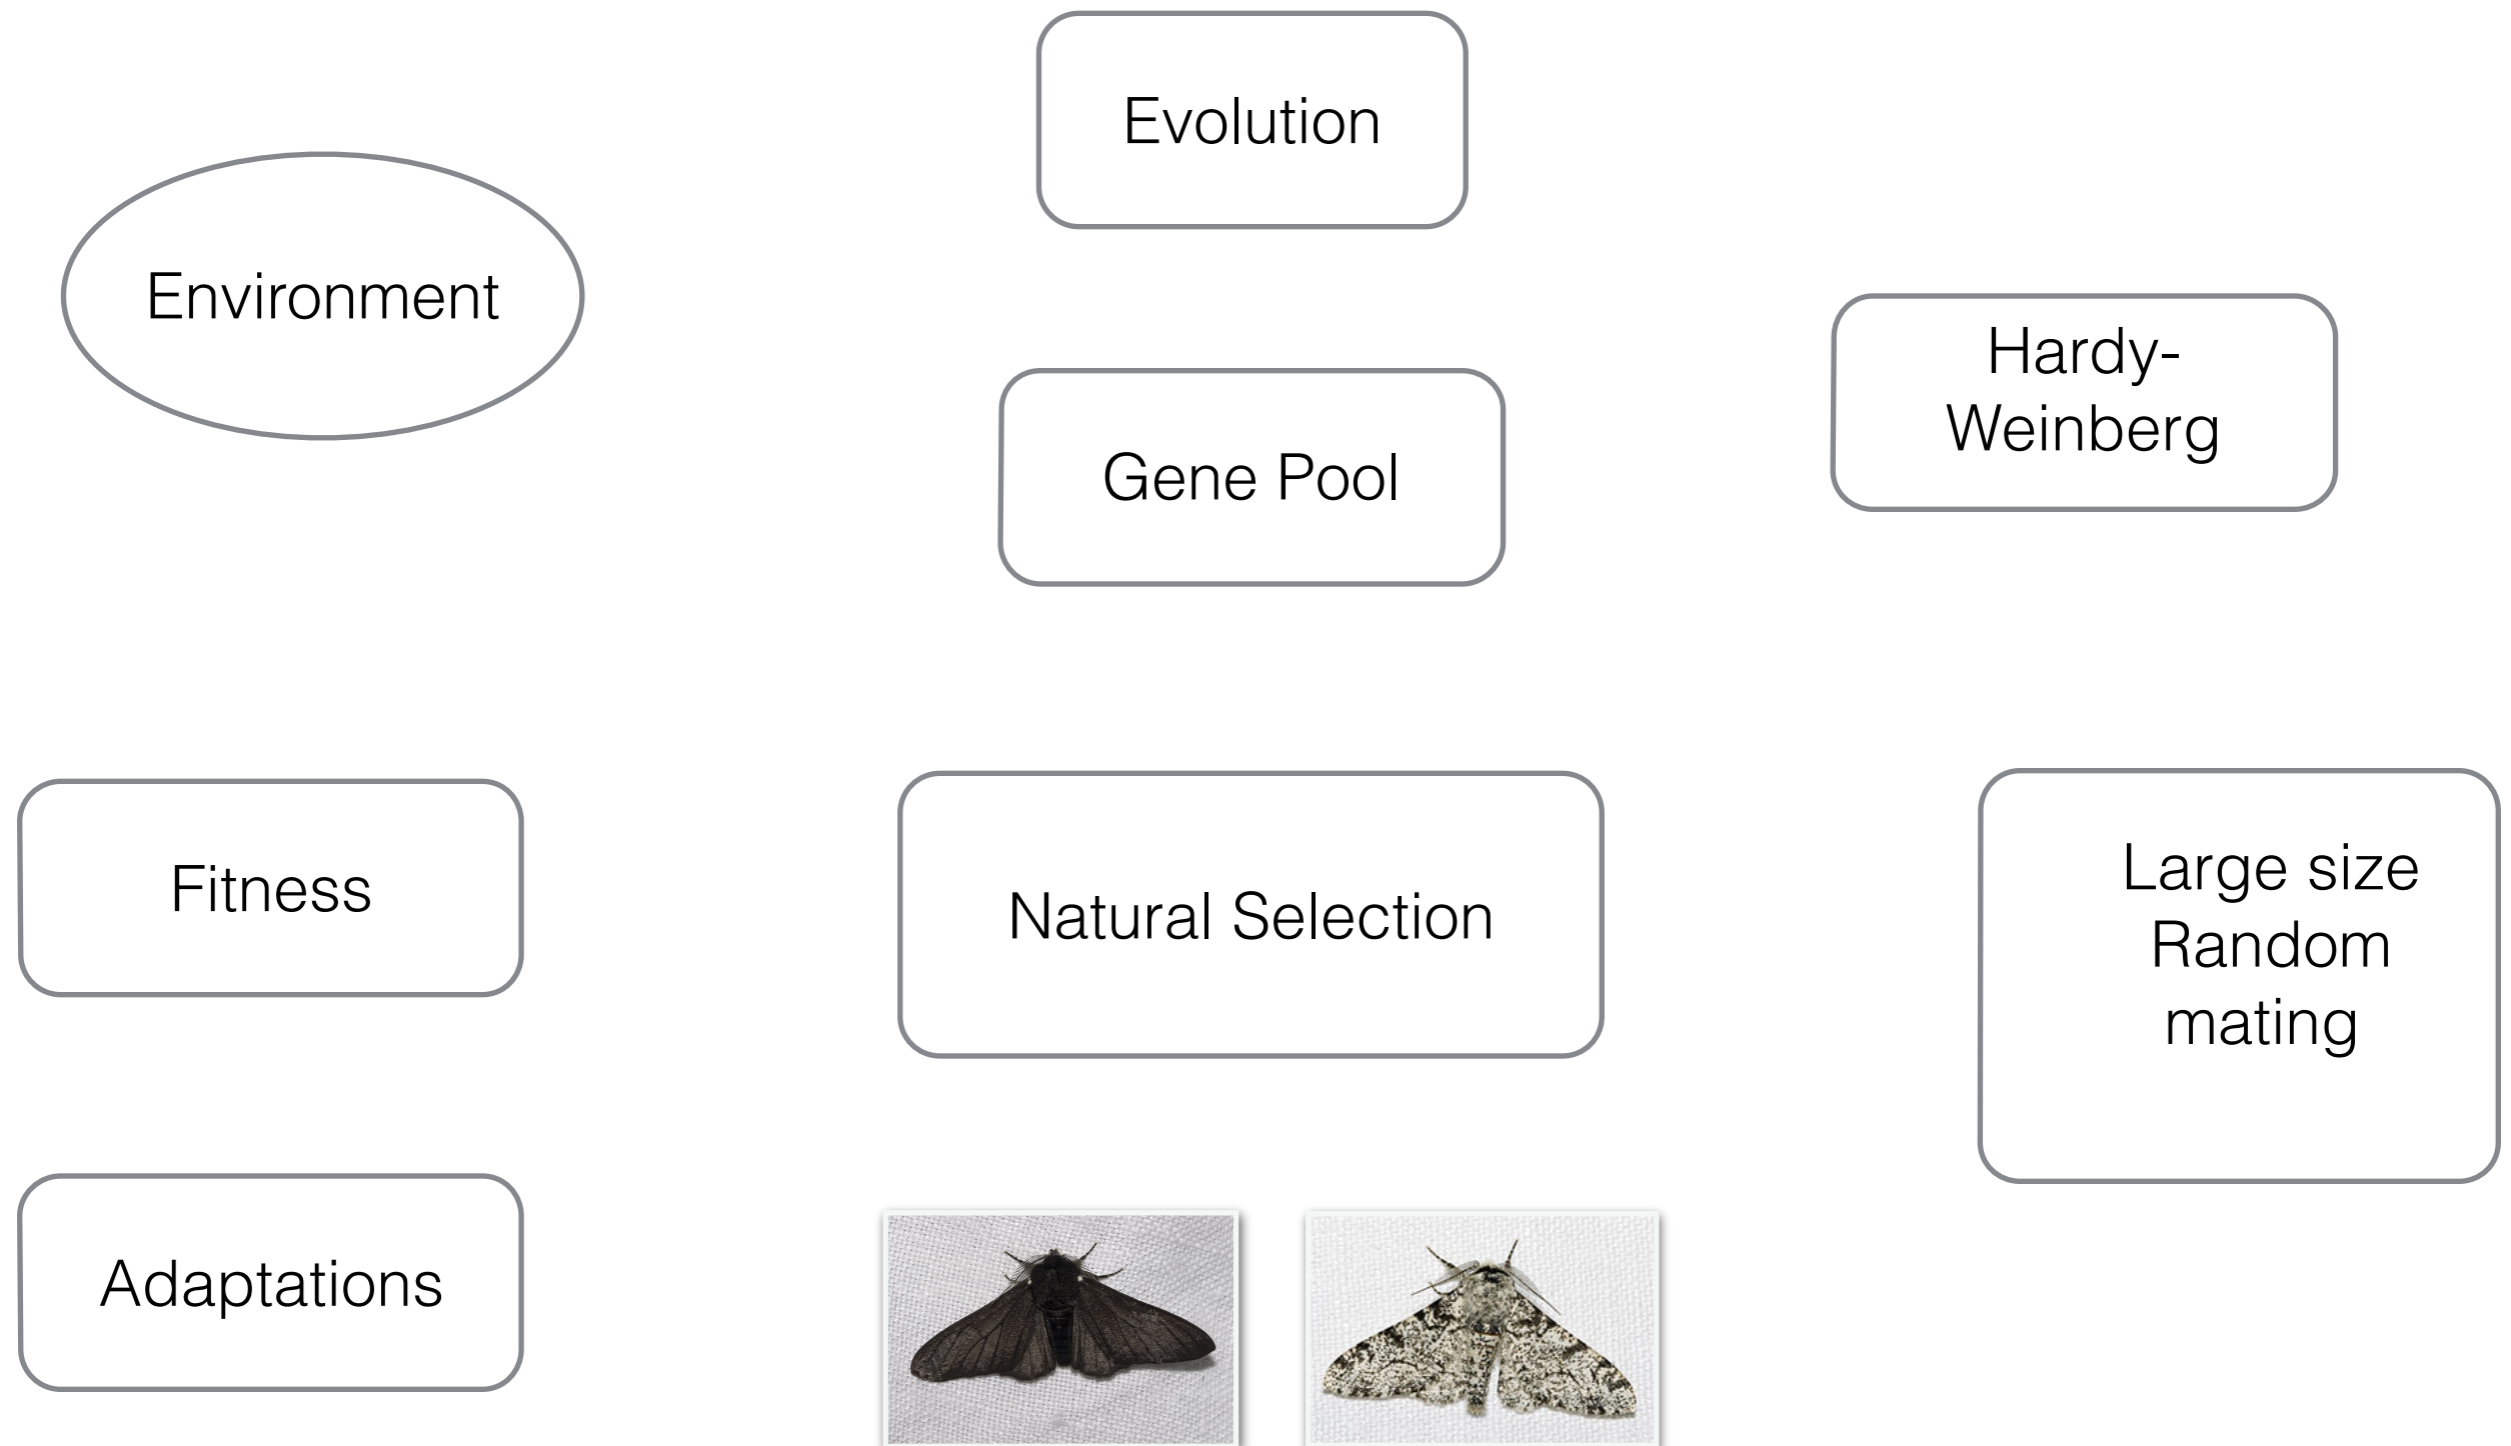 Evolution
Environment
Hardy-
Weinberg
Gene Pool
Fitness
Natural Selection
Large size
Random
mating
Adaptations